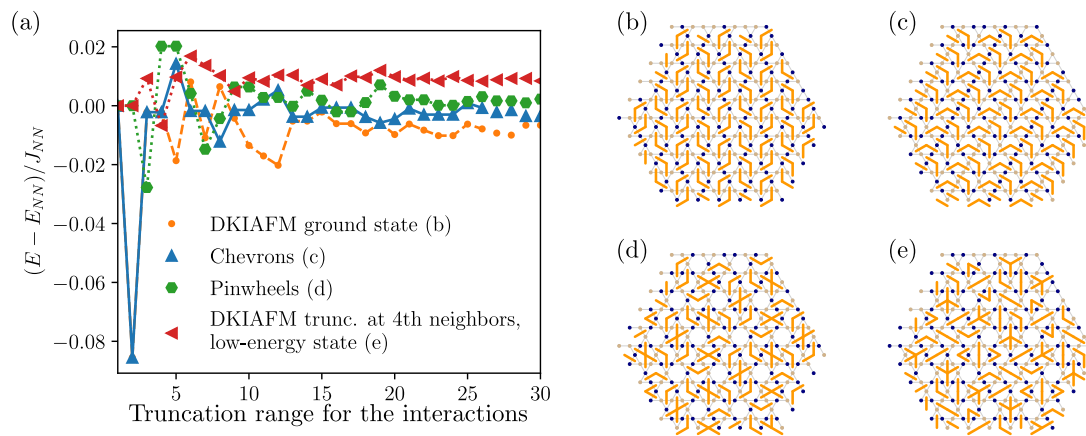 (a)
(E − E_NN)/J_NN
0.02
0.00
−0.02
−0.04
−0.06
−0.08
DKIAFM ground state (b)
Chevrons (c)
Pinwheels (d)
DKIAFM trunc. at 4th neighbors,
low-energy state (e)
5
10
15
20
25
30
Truncation range for the interactions
(b)
(c)
(d)
(e)